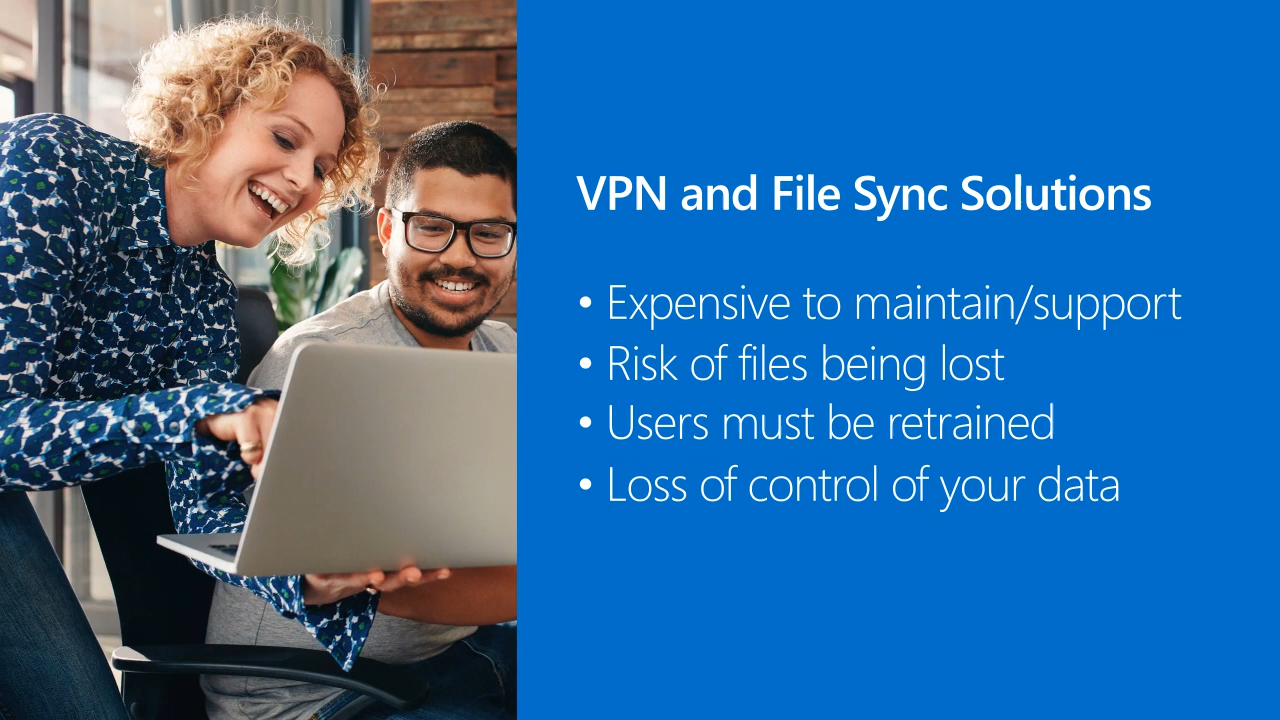 VPN and File Sync Solutions
• Expensive to maintain/support
• Risk of files being lost
• Users must be retrained
• Loss of control of your data